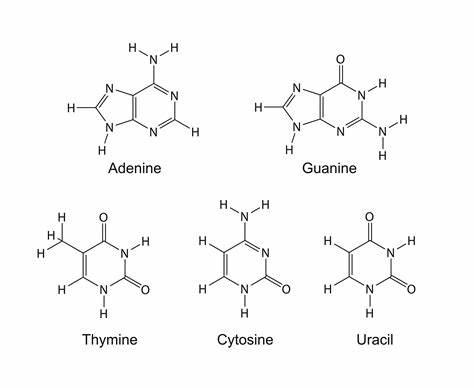 H N H
N N
H
N N H
H
Adenine
O
N N H
H
N N N H
H H
Guanine
H O
H
H N H
H N O
H
Thymine
H N H
H
N
H N O
H
Cytosine
O
H N H
H N O
H
Uracil